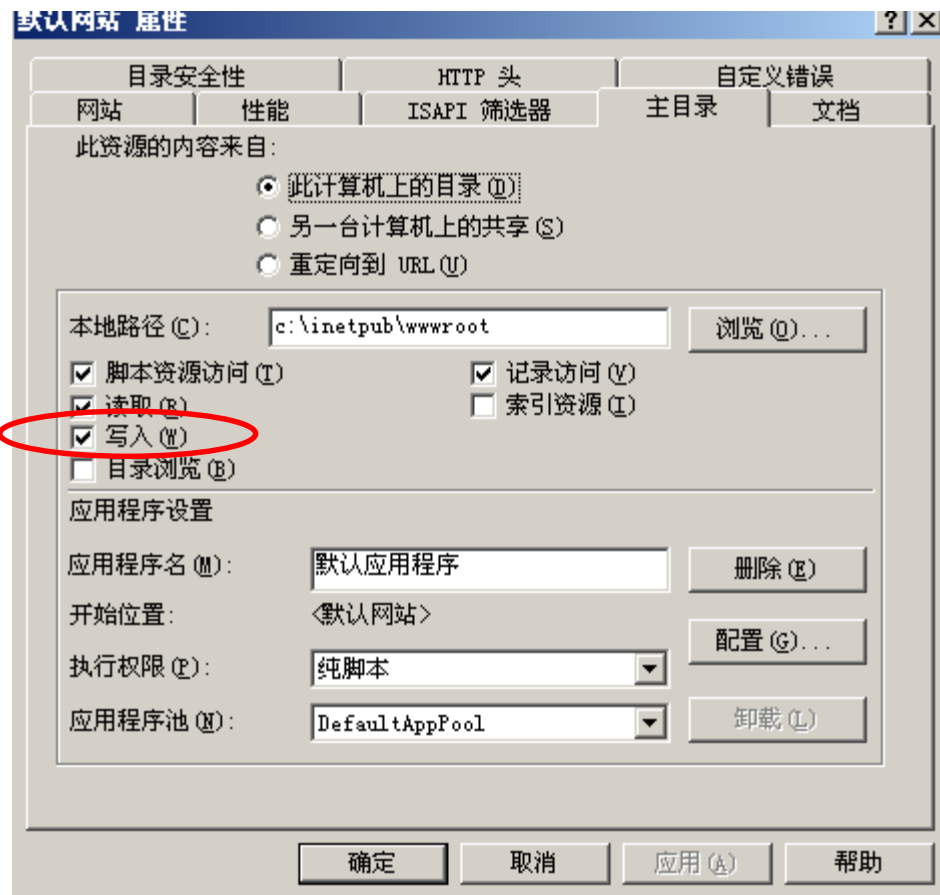 默认网站 属性
目录安全性 HTTP 头 自定义错误
网站 性能 ISAPI 筛选器 主目录 文档
此资源的内容来自:
此计算机上的目录(D)
另一台计算机上的共享(S)
重定向到 URL(U)
本地路径(C): c:\inetpub\wwwroot 浏览(O)...
脚本资源访问(T) 记录访问(V)
读取(R) 索引资源(I)
写入(W)
目录浏览(B)
应用程序设置
应用程序名(M): 默认应用程序 删除(E)
开始位置: <默认网站>
配置(G)...
执行权限(P): 纯脚本
应用程序池(N): DefaultAppPool 卸载(L)
确定 取消 应用(A) 帮助